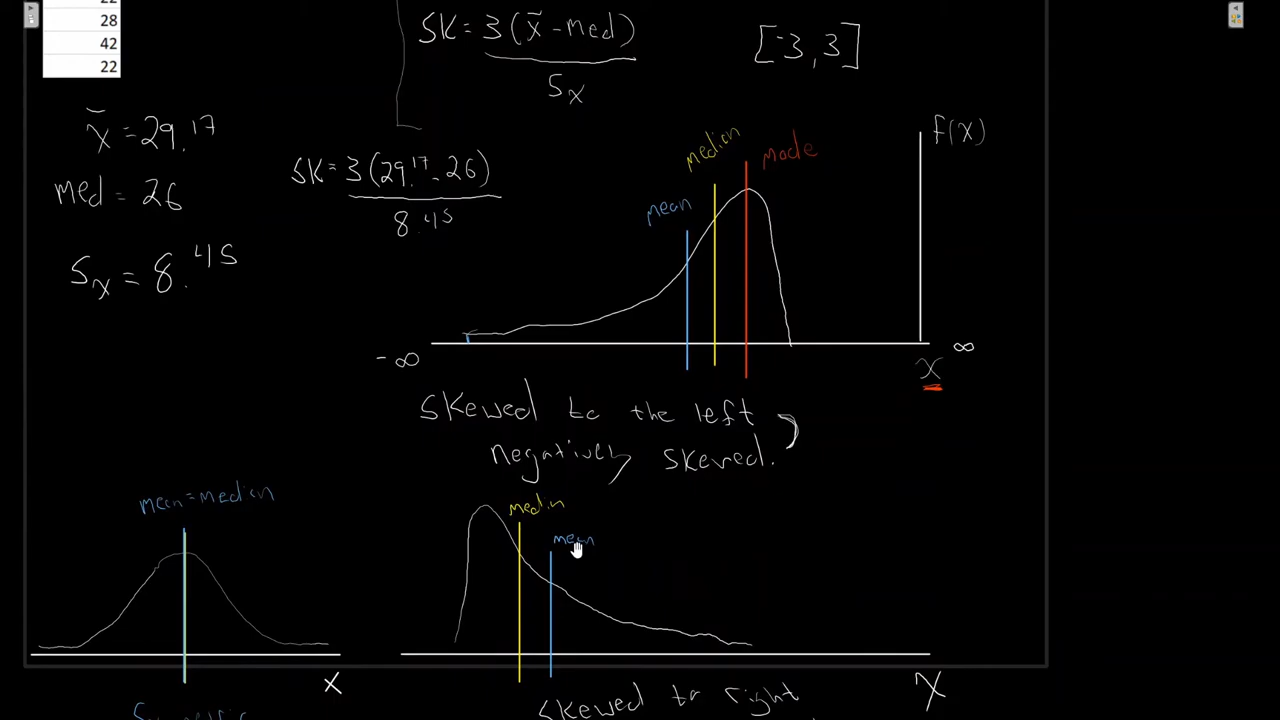 22
28
42
22
SK = 3(x̄ - med)
Sx
[-3, 3]
x̄ = 29.17
med = 26
Sx = 8.45
SK = 3(29.17 - 26)
8.45
mean
median
mode
f(x)
-∞
∞
x
Skewed to the left
negatively skewed.
mean = median
median
mean
x
x
Symmetric
Skewed to right